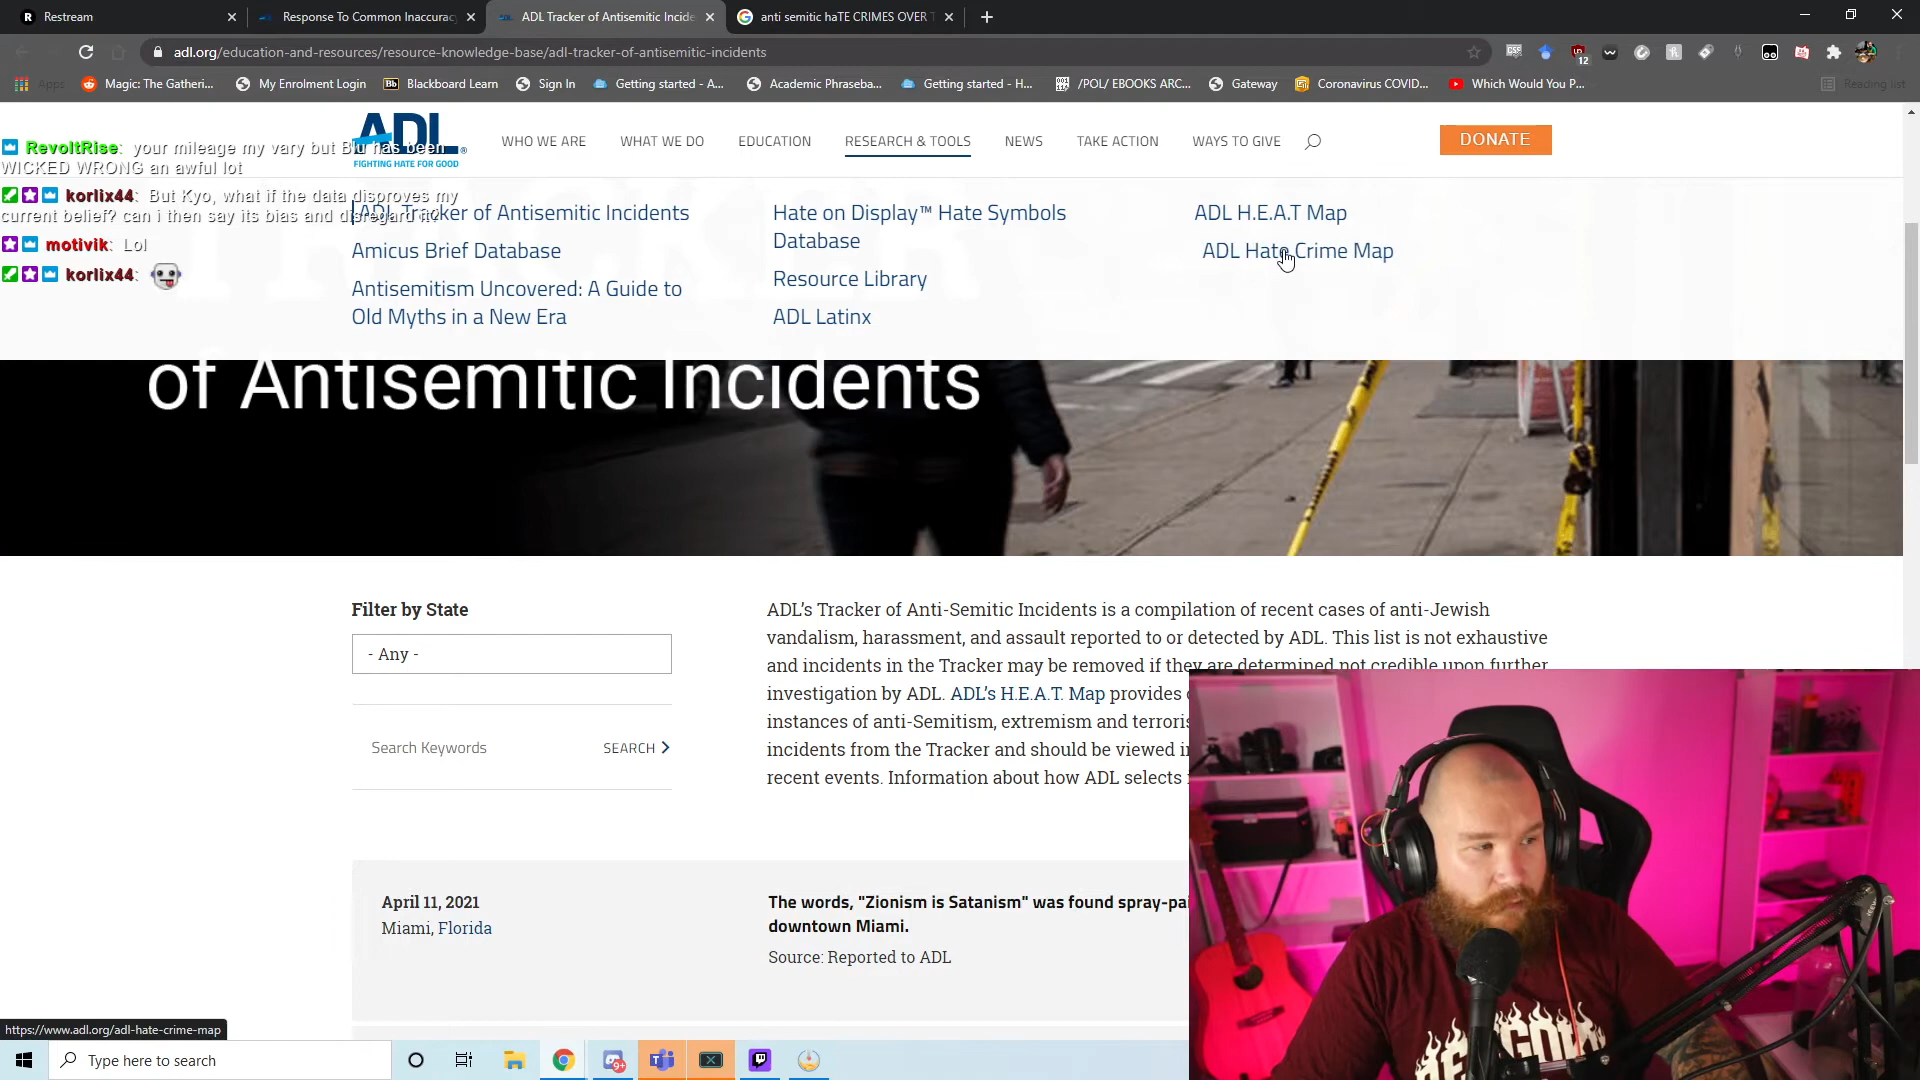 Restream
Response To Common Inaccurac
ADL Tracker of Antisemitic Incide
anti semitic haTE CRIMES OVER T
adl.org/education-and-resources/resource-knowledge-base/adl-tracker-of-antisemitic-incidents
12
Apps
Magic: The Gatheri...
My Enrolment Login
Bb
Blackboard Learn
Sign In
Getting started - A...
Academic Phraseba...
Getting started - H...
/POL/ EBOOKS ARC...
Gateway
Coronavirus COVID...
Which Would You P...
Reading list
ADL
FIGHTING HATE FOR GOOD
WHO WE ARE
WHAT WE DO
EDUCATION
RESEARCH & TOOLS
NEWS
TAKE ACTION
WAYS TO GIVE
DONATE
RevoltRise: your mileage my vary but Blu has been
WICKED WRONG an awful lot
korlix44: But Kyo, what if the data disproves my
current belief? can i then say its bias and disregard it?
motivik: Lol
korlix44:
ADL Tracker of Antisemitic Incidents
Amicus Brief Database
Antisemitism Uncovered: A Guide to
Old Myths in a New Era
Hate on Display™ Hate Symbols
Database
Resource Library
ADL Latinx
ADL H.E.A.T Map
ADL Hate Crime Map
of Antisemitic Incidents
Filter by State
- Any -
Search Keywords
SEARCH
ADL's Tracker of Anti-Semitic Incidents is a compilation of recent cases of anti-Jewish
vandalism, harassment, and assault reported to or detected by ADL. This list is not exhaustive
and incidents in the Tracker may be removed if they are determined not credible upon further
investigation by ADL. ADL's H.E.A.T. Map provides
instances of anti-Semitism, extremism and terroris
incidents from the Tracker and should be viewed i
recent events. Information about how ADL selects
April 11, 2021
Miami, Florida
The words, "Zionism is Satanism" was found spray-pai
downtown Miami.
Source: Reported to ADL
https://www.adl.org/adl-hate-crime-map
Type here to search
9+